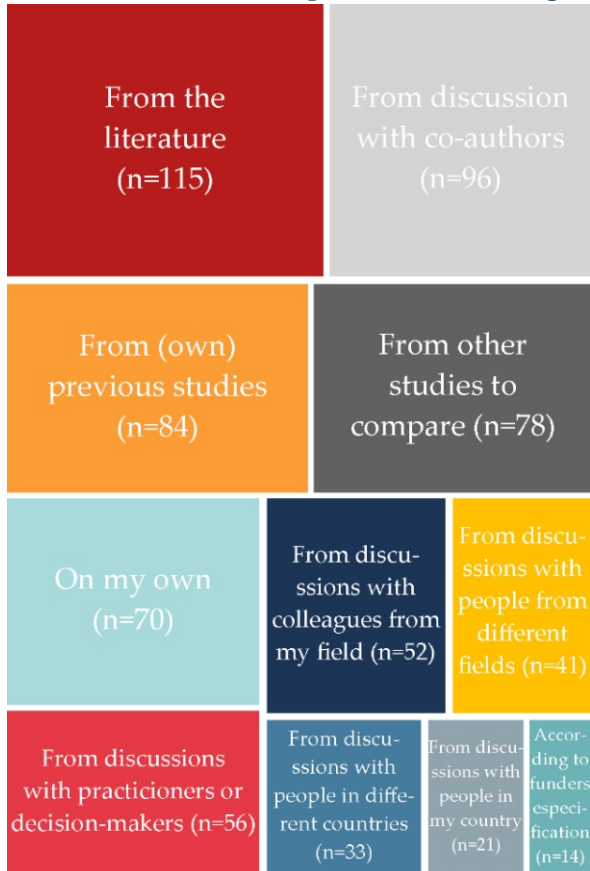 From the
literature
(n=115)
From discussion
with co-authors
(n=96)
From (own)
previous studies
(n=84)
From other
studies to
compare (n=78)
On my own
(n=70)
From discu-
ssions with
colleagues from
my field (n=52)
From discu-
ssions with
people from
different
fields (n=41)
From discussions
with practicioners or
decision-makers (n=56)
From discu-
ssions with
people in diffe-
rent countries
(n=33)
From discu-
ssions with
people in
my country
(n=21)
Accor-
ding to
funders
especi-
fication
(n=14)